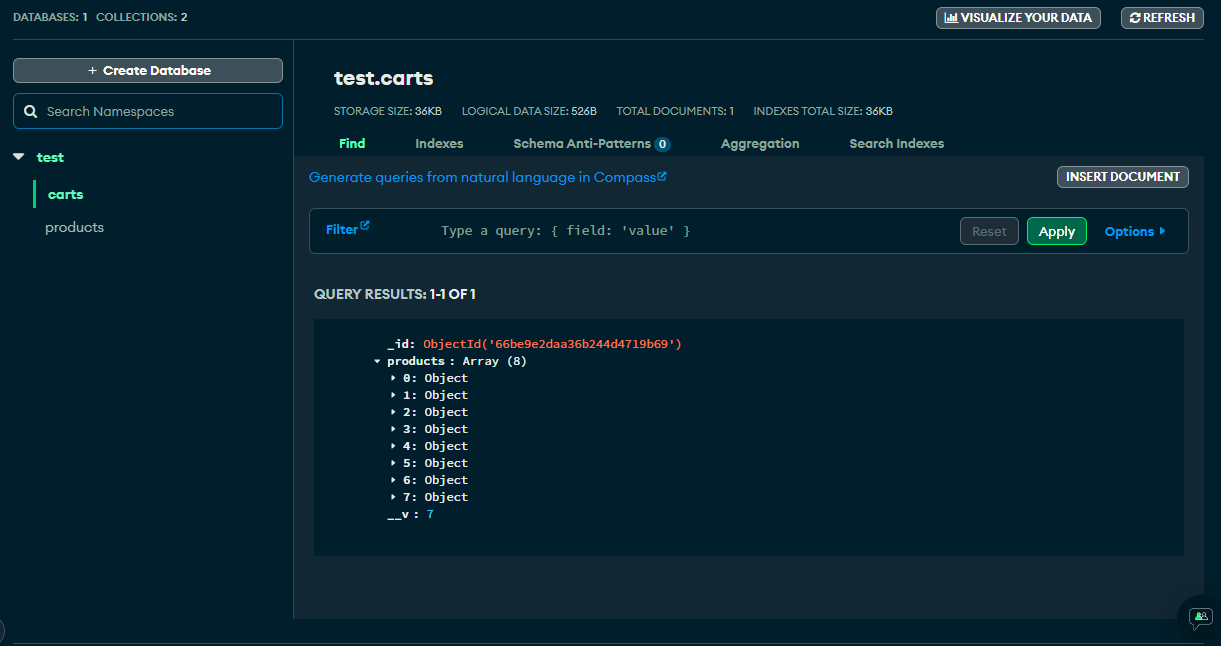 DATABASES: 1 COLLECTIONS: 2
VISUALIZE YOUR DATA
REFRESH
+ Create Database
Search Namespaces
test
carts
products
test.carts
STORAGE SIZE: 36KB LOGICAL DATA SIZE: 526B TOTAL DOCUMENTS: 1 INDEXES TOTAL SIZE: 36KB
Find Indexes Schema Anti-Patterns 0 Aggregation Search Indexes
Generate queries from natural language in Compass
INSERT DOCUMENT
Filter Type a query: { field: 'value' } Reset Apply Options
QUERY RESULTS: 1-1 OF 1
_id: ObjectId('66be9e2daa36b244d4719b69')
products : Array (8)
0: Object
1: Object
2: Object
3: Object
4: Object
5: Object
6: Object
7: Object
__v : 7